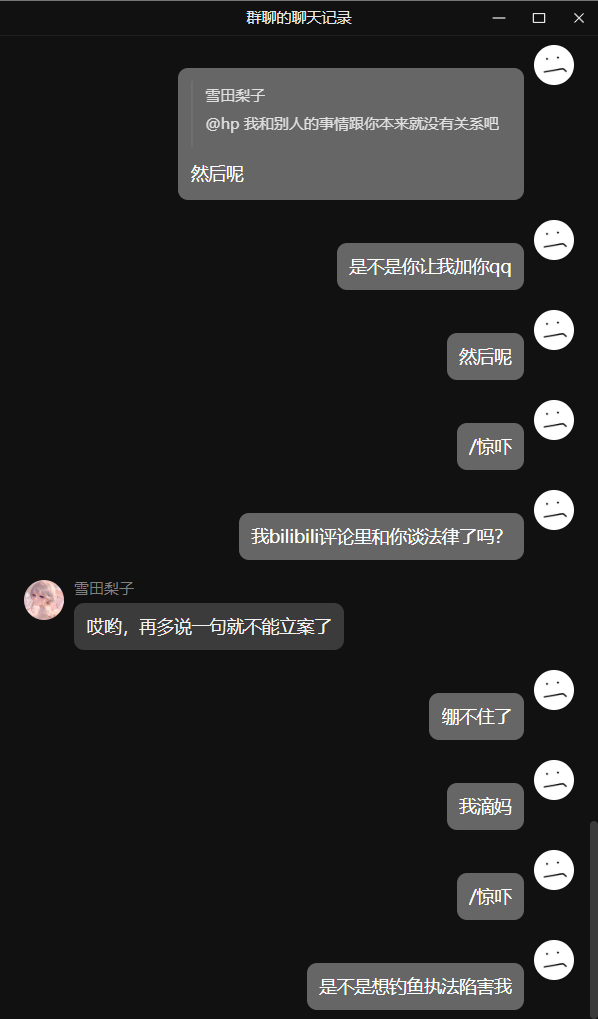 群聊的聊天记录
雪田梨子
@hp 我和别人的事情跟你本来就没有关系吧
然后呢
是不是你让我加你qq
然后呢
/惊吓
我bilibili评论里和你谈法律了吗?
雪田梨子
哎哟，再多说一句就不能立案了
绷不住了
我滴妈
/惊吓
是不是想钓鱼执法陷害我